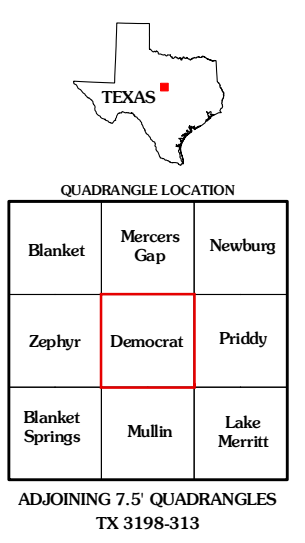 TEXAS
QUADRANGLE LOCATION
Blanket
Mercers
Gap
Newburg
Zephyr
Democrat
Priddy
Blanket
Springs
Mullin
Lake
Merritt
ADJOINING 7.5' QUADRANGLES
TX 3198-313